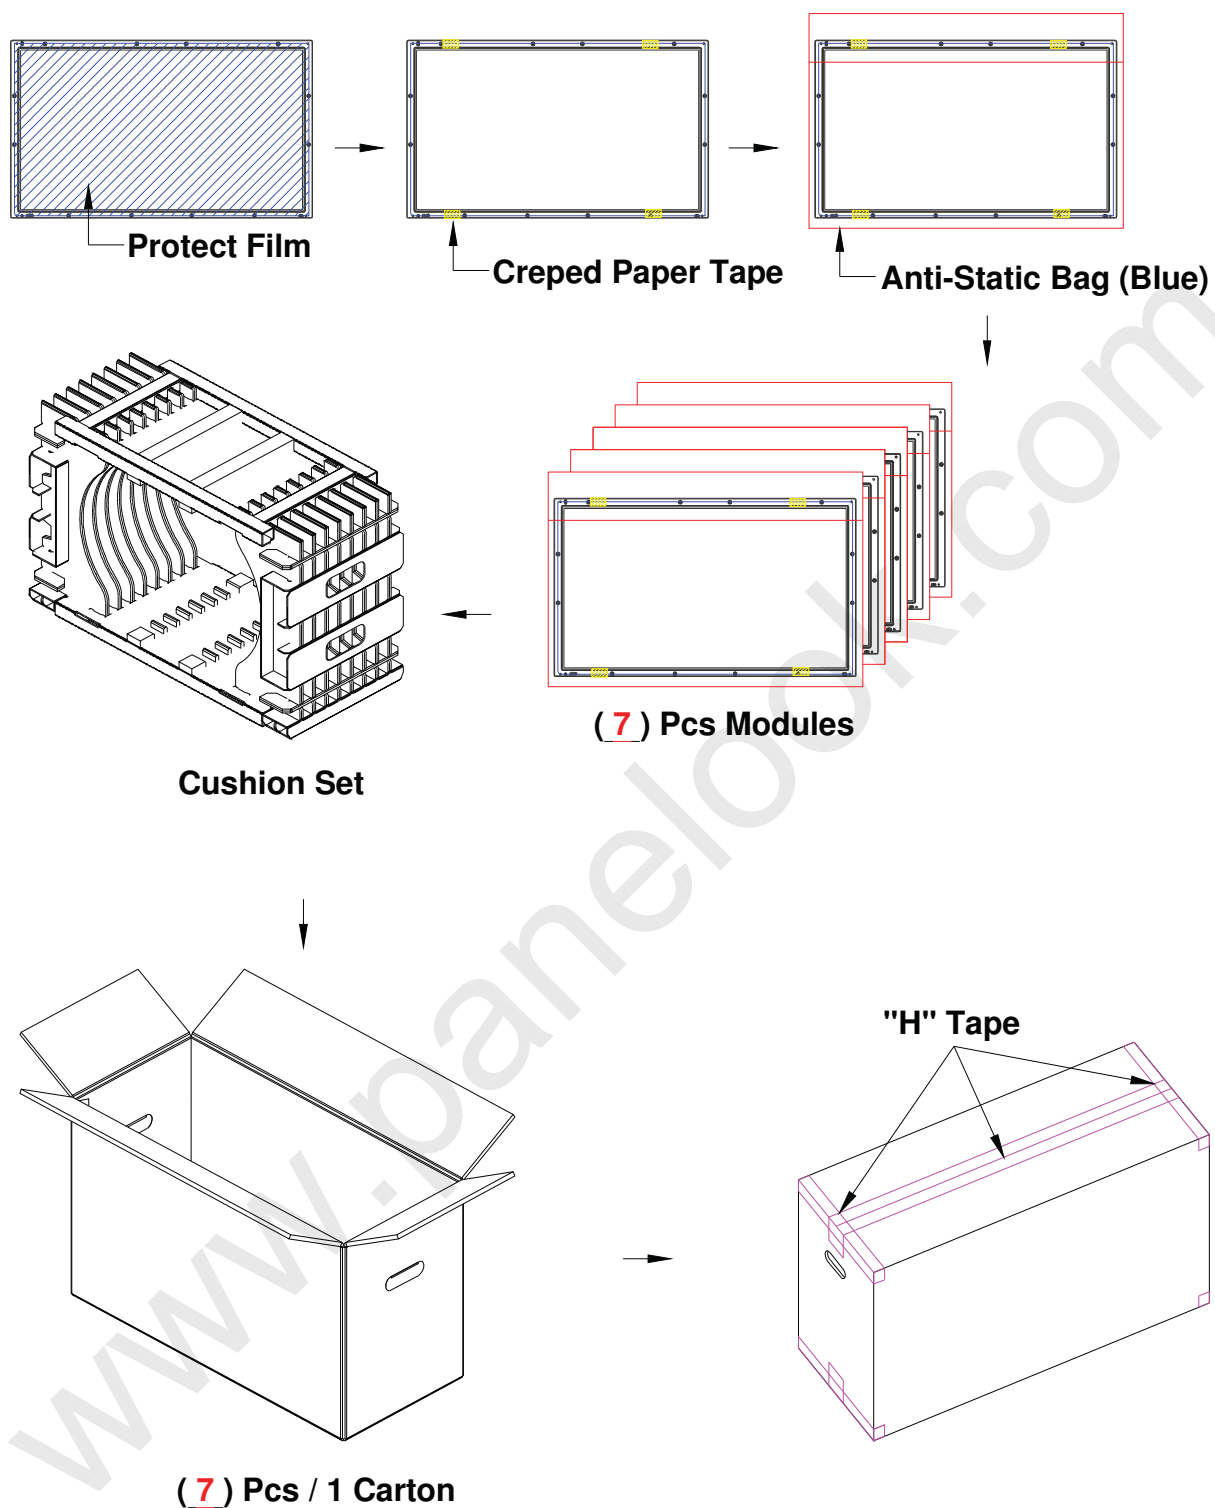 Protect Film
Creped Paper Tape
Anti-Static Bag (Blue)
( 7 ) Pcs Modules
Cushion Set
"H" Tape
( 7 ) Pcs / 1 Carton
www.panelook.com